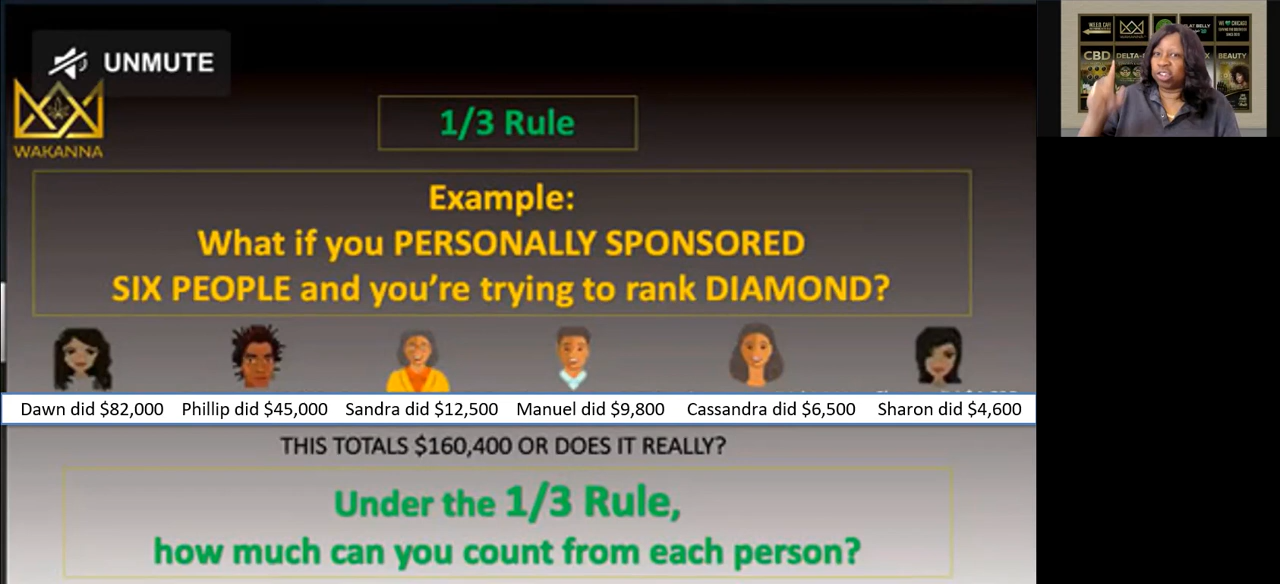 UNMUTE
WAKANNA
1/3 Rule
Example:
What if you PERSONALLY SPONSORED
SIX PEOPLE and you're trying to rank DIAMOND?
Dawn did $82,000 Phillip did $45,000 Sandra did $12,500 Manuel did $9,800 Cassandra did $6,500 Sharon did $4,600
THIS TOTALS $160,400 OR DOES IT REALLY?
Under the 1/3 Rule,
how much can you count from each person?
CBD
BEAUTY